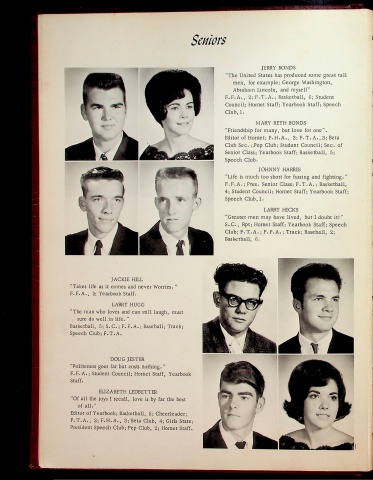 Seniors
JERRY BONDS
"The United States has produced some great tall
men, for example; George Washington,
Abraham Lincoln, and myself"
F.F.A., 2; F.T.A.; Basketball, 6; Student
Council; Hornet Staff; Yearbook Staff; Speech
Club, 1.
MARY BETH BONDS
"Friendship for many, but love for one".
Editor of Hornet; F.H.A., 3; F.T.A., 3; Beta
Club Sec.; Pep Club; Student Council; Sec. of
Senior Class; Yearbook Staff; Basketball, 5;
Speech Club.
JOHNNY HARRIS
"Life is much too short for fussing and fighting."
F.F.A.; Pres. Senior Class; F.T.A.; Basketball,
4; Student Council; Hornet Staff; Yearbook Staff;
Speech Club, 1.
LARRY HICKS
"Greater men may have lived, but I doubt it!"
S.C., Rpt; Hornet Staff; Yearbook Staff; Speech
Club; F.T.A.; F.F.A.; Track; Baseball, 2;
Basketball, 6.
JACKIE HILL
"Takes life as it comes and never Worries."
F.F.A., 3; Yearbook Staff.
LARRY HUGG
"The man who loves and can still laugh, must
sure do well in life."
Basketball, 5; S.C.; F.F.A.; Baseball; Track;
Speech Club; F.T.A.
DOUG JESTER
"Politeness goes far but costs nothing."
F.F.A.; Student Council; Hornet Staff, Yearbook
Staff.
ELIZABETH LEDBETTER
"Of all the joys I recall, love is by far the best
of all."
Editor of Yearbook; Basketball, 6; Cheerleader;
F.T.A., 2; F.H.A., 3; Beta Club, 4; Girls State;
President Speech Club; Pep Club, 2; Hornet Staff.